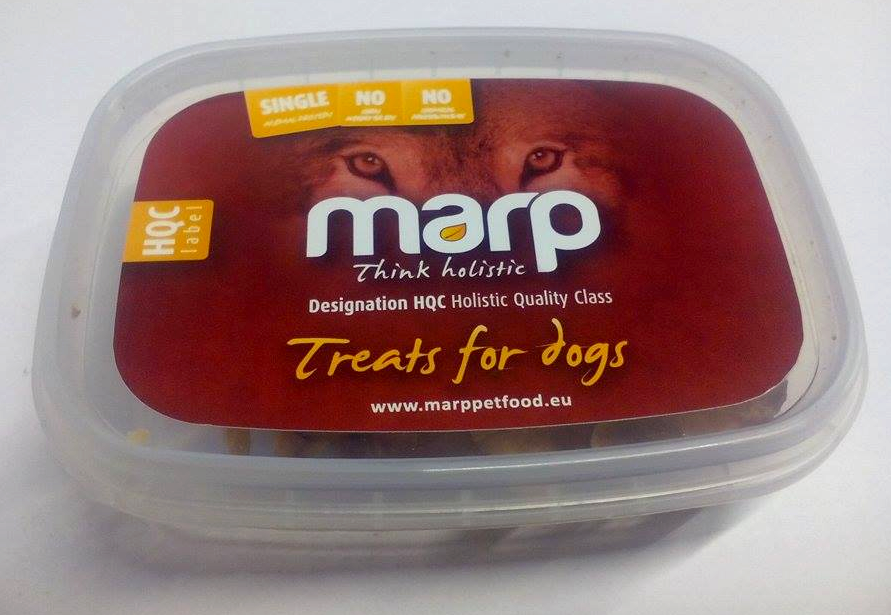 SINGLE
NO
NO
HQC
label
marp
Think holistic
Designation HQC Holistic Quality Class
Treats for dogs
www.marppetfood.eu